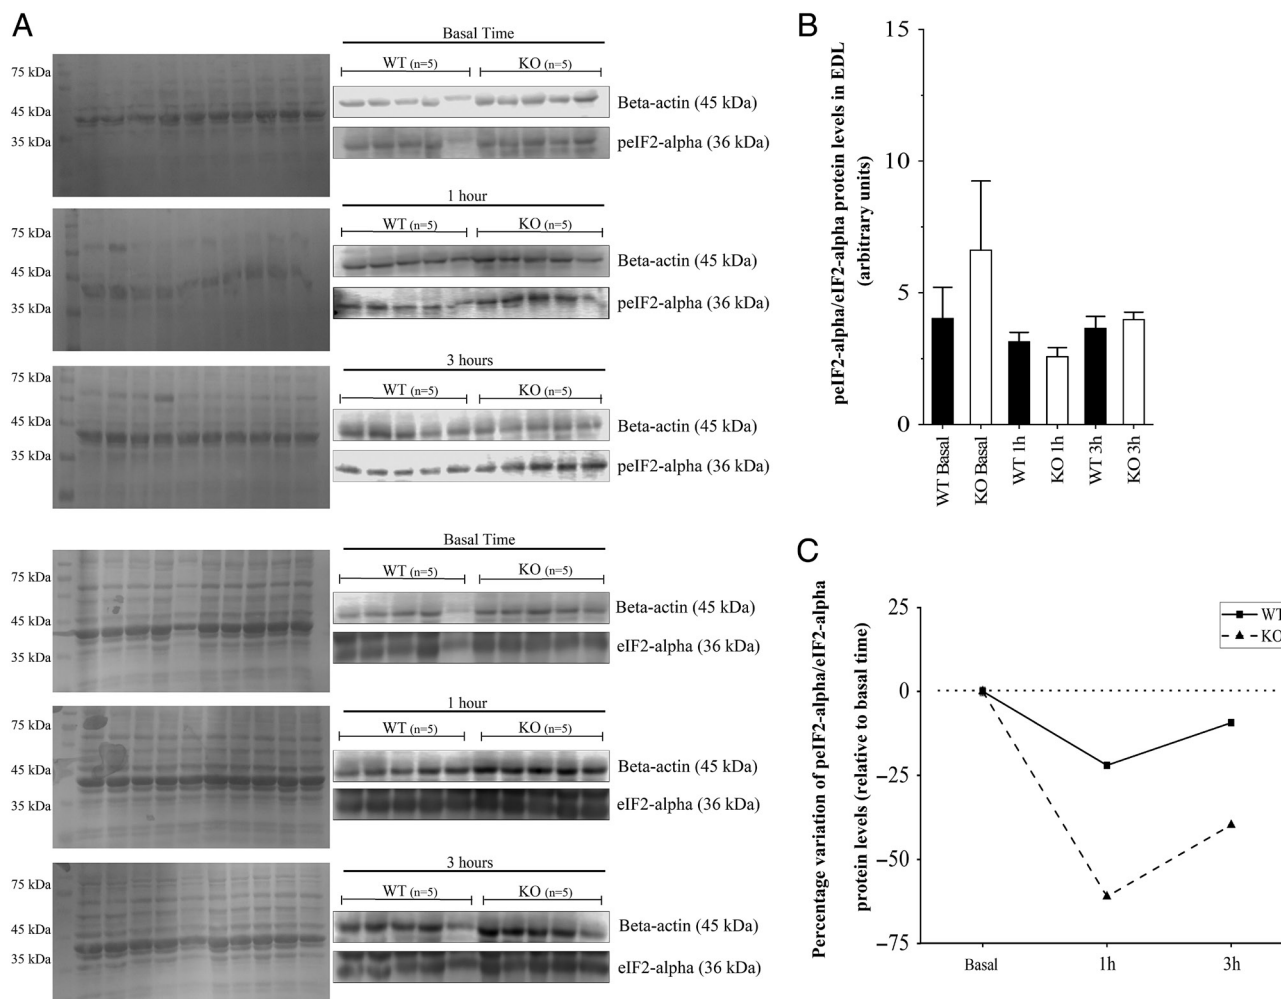 A
Basal Time
WT (n=5) KO (n=5)
75 kDa
45 kDa
35 kDa
Beta-actin (45 kDa)
peIF2-alpha (36 kDa)
1 hour
WT (n=5) KO (n=5)
75 kDa
45 kDa
35 kDa
Beta-actin (45 kDa)
peIF2-alpha (36 kDa)
3 hours
WT (n=5) KO (n=5)
75 kDa
45 kDa
35 kDa
Beta-actin (45 kDa)
peIF2-alpha (36 kDa)
Basal Time
WT (n=5) KO (n=5)
75 kDa
45 kDa
35 kDa
Beta-actin (45 kDa)
eIF2-alpha (36 kDa)
1 hour
WT (n=5) KO (n=5)
75 kDa
45 kDa
35 kDa
Beta-actin (45 kDa)
eIF2-alpha (36 kDa)
3 hours
WT (n=5) KO (n=5)
75 kDa
45 kDa
35 kDa
Beta-actin (45 kDa)
eIF2-alpha (36 kDa)
B
peIF2-alpha/eIF2-alpha protein levels in EDL
(arbitrary units)
15
10
5
0
WT Basal
KO Basal
WT 1h
KO 1h
WT 3h
KO 3h
C
Percentage variation of peIF2-alpha/eIF2-alpha
protein levels (relative to basal time)
25
0
−25
−50
−75
WT
KO
Basal 1h 3h